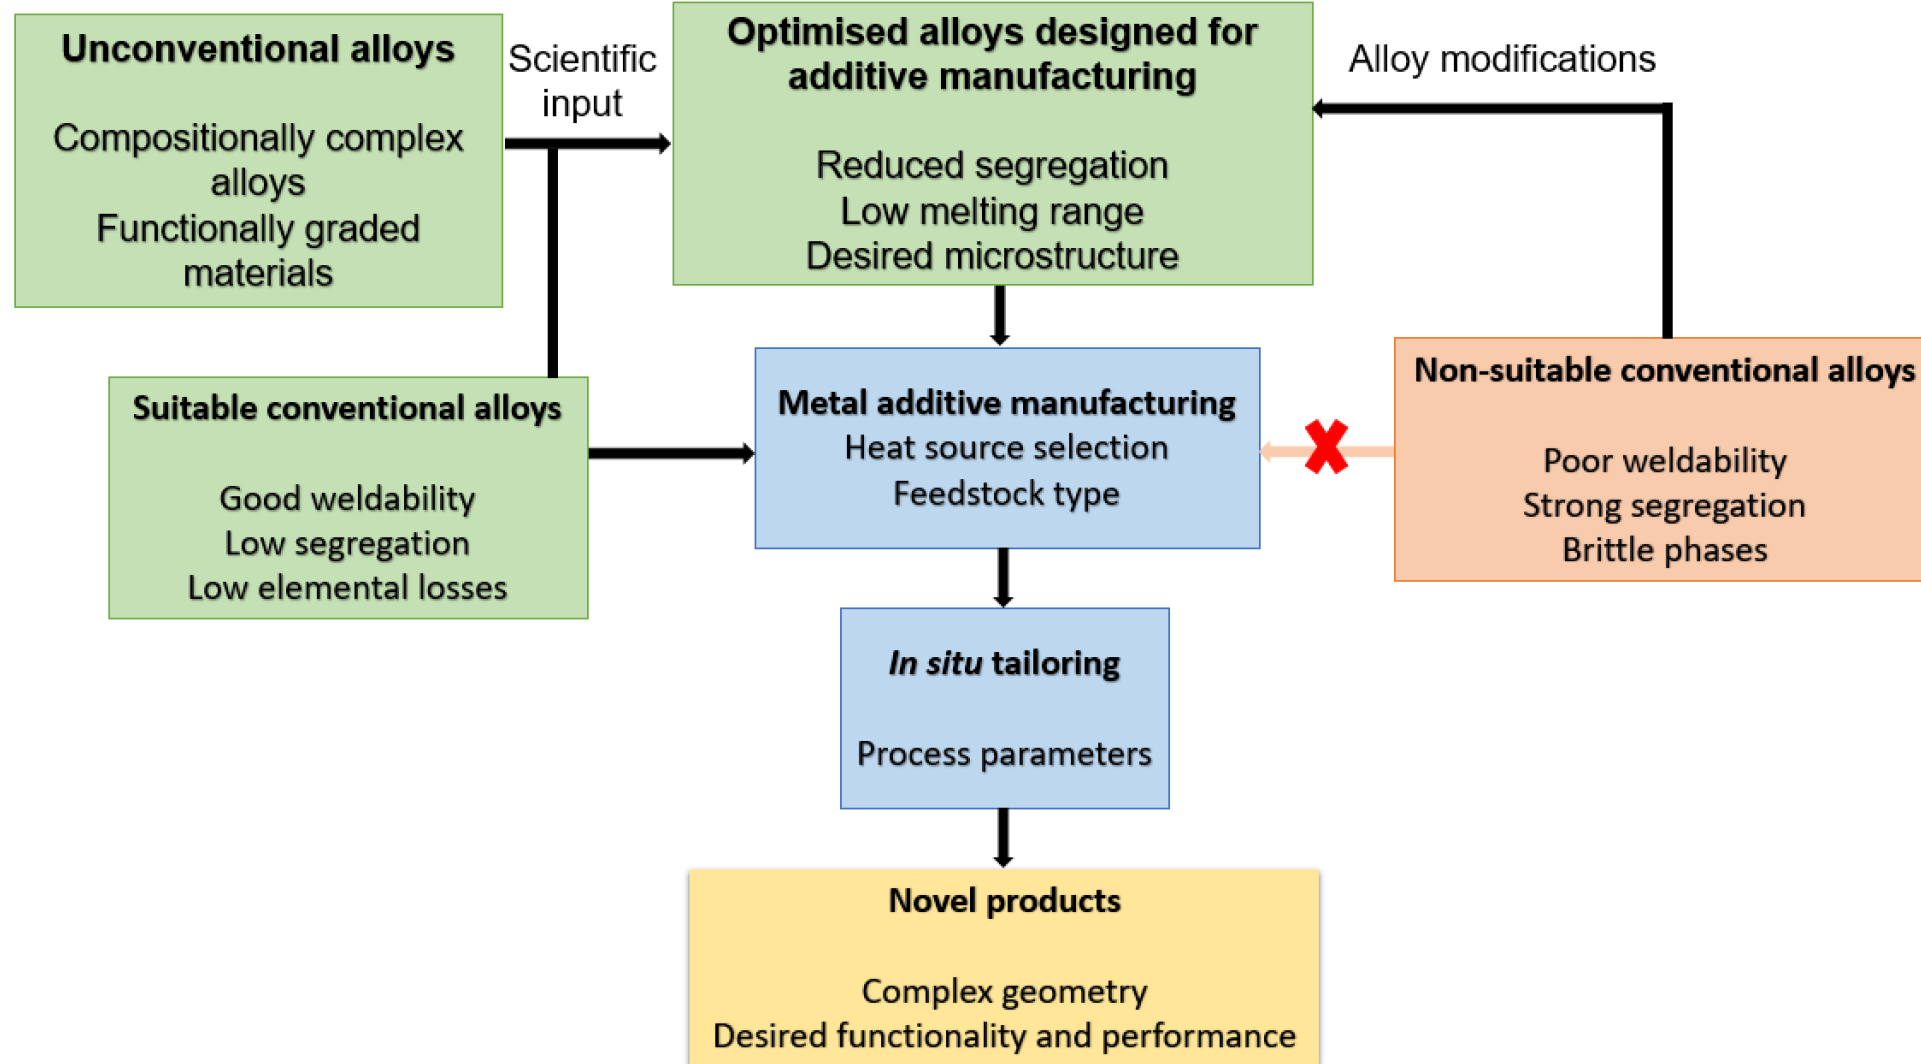 Unconventional alloys
Compositionally complex
alloys
Functionally graded
materials
Scientific
input
Optimised alloys designed for
additive manufacturing
Reduced segregation
Low melting range
Desired microstructure
Alloy modifications
Suitable conventional alloys
Good weldability
Low segregation
Low elemental losses
Metal additive manufacturing
Heat source selection
Feedstock type
Non-suitable conventional alloys
Poor weldability
Strong segregation
Brittle phases
In situ tailoring
Process parameters
Novel products
Complex geometry
Desired functionality and performance